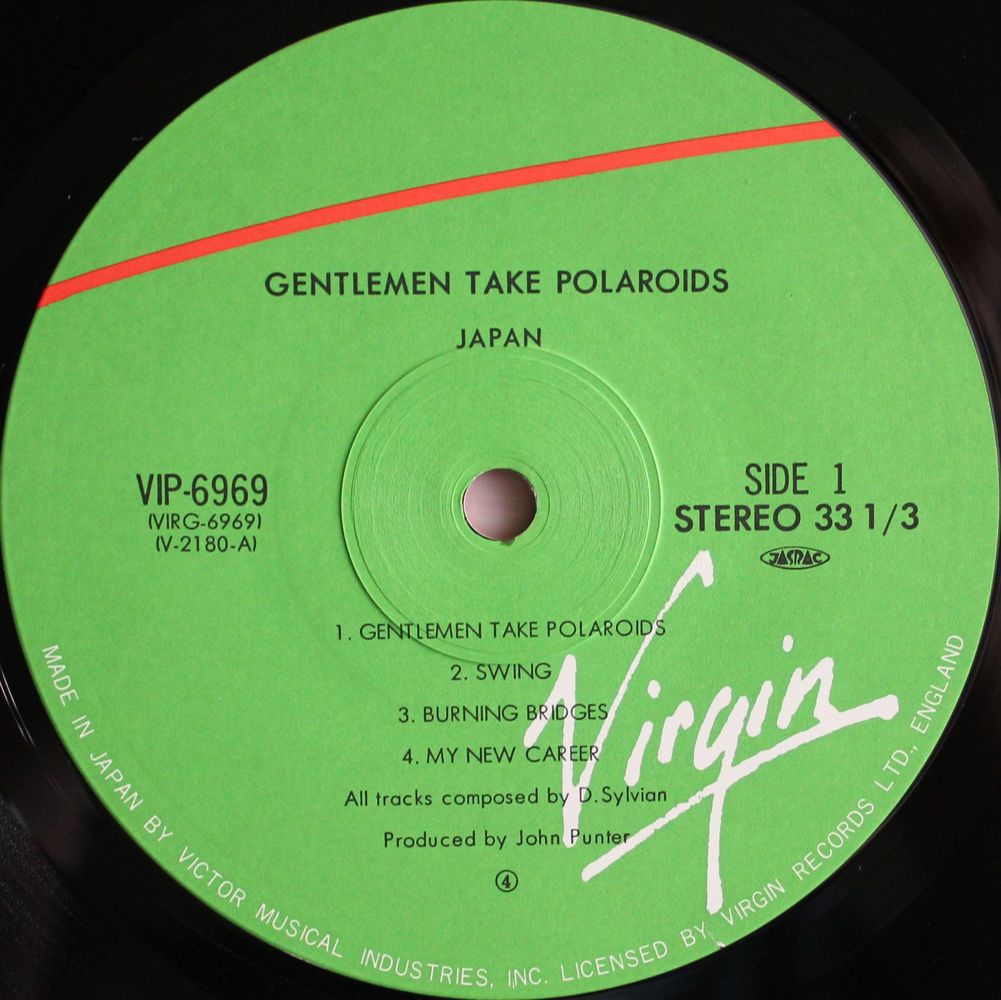 GENTLEMEN TAKE POLAROIDS
JAPAN
VIP-6969
(VIRG-6969)
(V-2180-A)
SIDE 1
STEREO 33 1/3
JASRAC
1. GENTLEMEN TAKE POLAROIDS
2. SWING
3. BURNING BRIDGES
4. MY NEW CAREER
All tracks composed by D.Sylvian
Produced by John Punter
④
Virgin
MADE IN JAPAN BY VICTOR MUSICAL INDUSTRIES, INC. LICENSED BY VIRGIN RECORDS LTD., ENGLAND